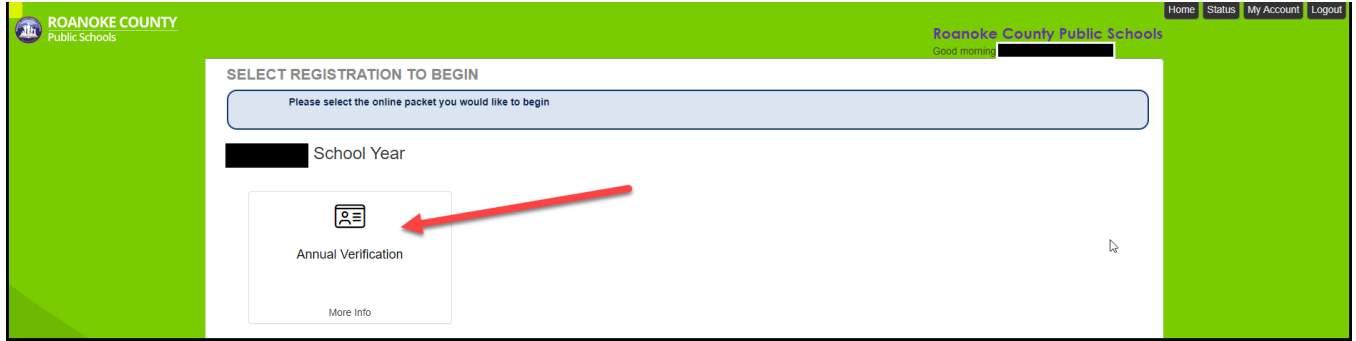 Home Status My Account Logout
ROANOKE COUNTY
Public Schools
Roanoke County Public Schools
Good morning
SELECT REGISTRATION TO BEGIN
Please select the online packet you would like to begin
School Year
Annual Verification
More Info